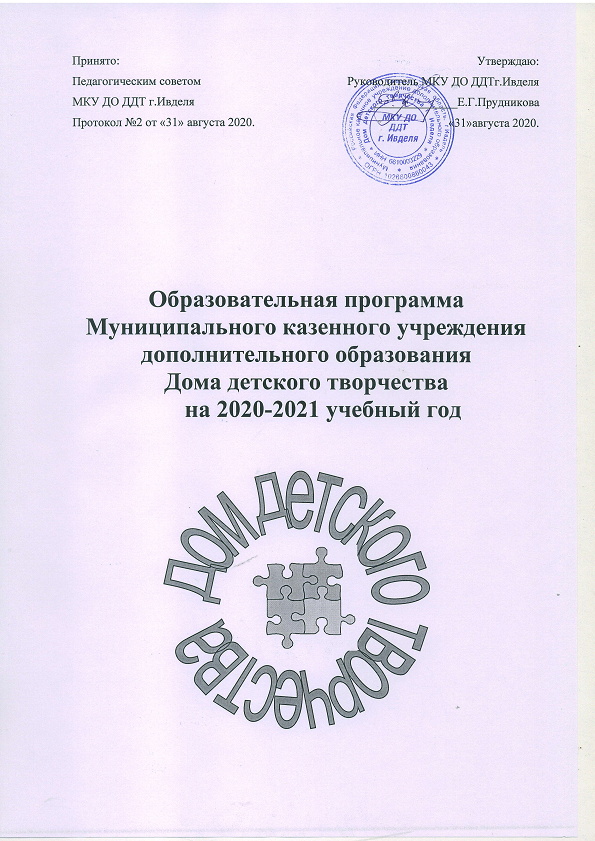 Принято:
Утверждаю:
Педагогическим советом
Руководитель МКУ ДО ДДТг.Ивделя
МКУ ДО ДДТ г.Ивделя
Е.Г.Прудникова
Протокол №2 от «31» августа 2020.
«31»августа 2020.
МКУ ДО
ДДТ
г. Ивделя
Образовательная программа
Муниципального казенного учреждения
дополнительного образования
Дома детского творчества
на 2020-2021 учебный год
ДОМ ДЕТСКОГО ТВОРЧЕСТВА